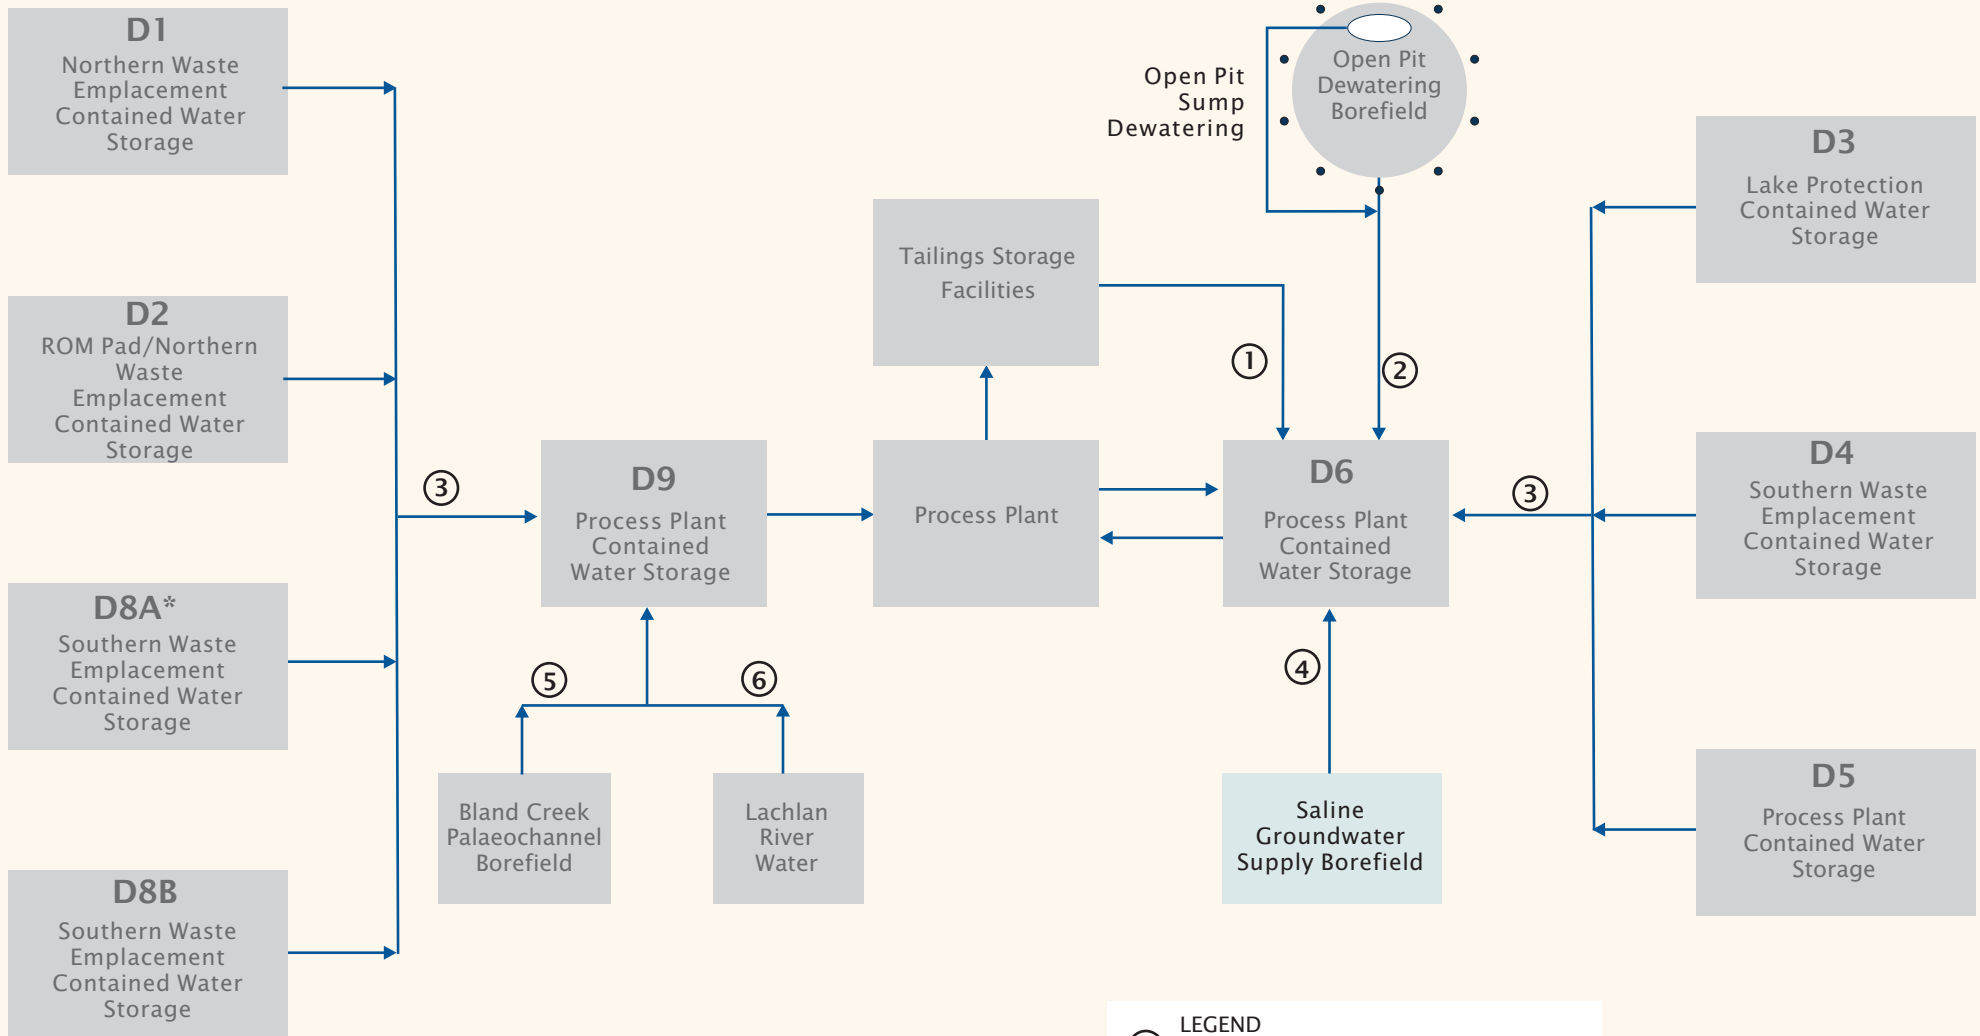 D1
Northern Waste
Emplacement
Contained Water
Storage
D2
ROM Pad/Northern
Waste
Emplacement
Contained Water
Storage
D8A*
Southern Waste
Emplacement
Contained Water
Storage
D8B
Southern Waste
Emplacement
Contained Water
Storage
3
D9
Process Plant
Contained
Water Storage
5
6
Bland Creek
Palaeochannel
Borefield
Lachlan
River
Water
Tailings Storage
Facilities
Process Plant
Open Pit
Sump
Dewatering
Open Pit
Dewatering
Borefield
1
2
D6
Process Plant
Contained
Water Storage
4
Saline
Groundwater
Supply Borefield
3
D3
Lake Protection
Contained Water
Storage
D4
Southern Waste
Emplacement
Contained Water
Storage
D5
Process Plant
Contained Water
Storage
LEGEND